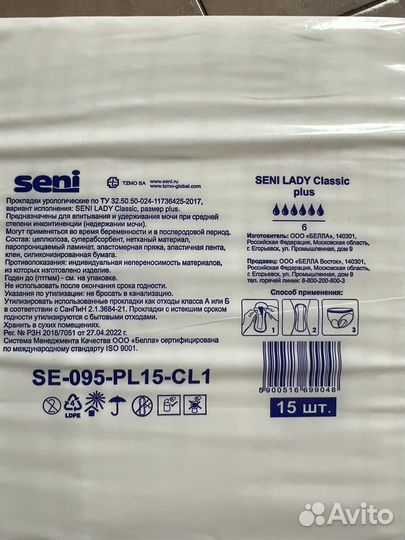 seni
TZMO BA
www.seni.ru
www.tzmo-global.com
Прокладки урологические по ТУ 32.50.50-024-11736425-2017,
вариант исполнения: SENI LADY Classic, размер plus.
Предназначены для впитывания и удерживания мочи при средней
степени инконтиненции (недержании мочи).
Могут применяться во время беременности и в послеродовой период.
Состав: целлюлоза, суперабсорбент, нетканый материал,
паропроницаемый ламинат, эластомерная пряжа, эластичная лента,
клеи, силиконизированная бумага.
Противопоказания: индивидуальная непереносимость материалов,
из которых изготовлено изделие.
Годен до (ггггмм) - см. на упаковке.
Не использовать после окончания срока годности.
Утилизировать использованные прокладки как отходы класса А или Б
в соответствии с СанПин 2.1.3684-21. При использовании в быту
утилизировать с бытовыми отходами.
Указания по утилизации: не бросать в канализацию.
Хранить в сухих помещениях.
Рег. № РЗН 2018/7051 от 27.04.2022 г.
Система Менеджмента Качества ООО «Белла» сертифицирована
по международному стандарту ISO 9001.
SENI LADY Classic
plus
6
Изготовитель: ООО «БЕЛЛА», 140301,
Российская Федерация, Московская область,
г. Егорьевск, ул. Промышленная, дом 9
Продавец: ООО «БЕЛЛА Восток», 140301,
Российская Федерация, Московская область,
г. Егорьевск, ул. Промышленная, дом 9
тел. горячей линии: 8-800-200-800-3
Способ применения:
1
2
3
SE-095-PL15-CL1
4
LDPE
5 900516 699048
15 шт.
Avito